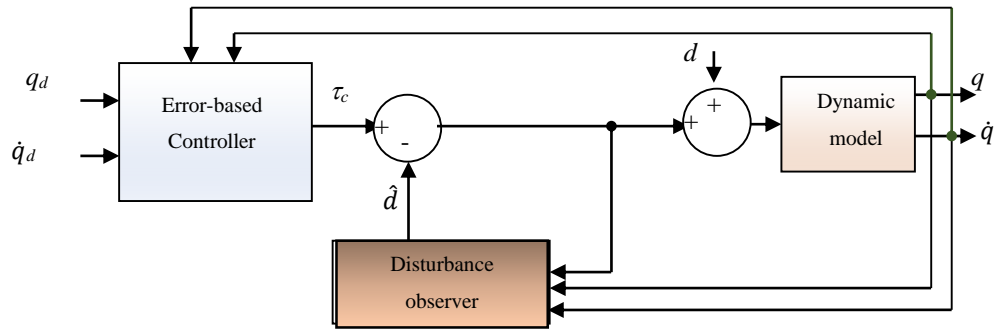 q_d
q̇_d
Error-based
Controller
τ_c
+
-
d̂
d
+
+
Dynamic
model
q
q̇
Disturbance
observer